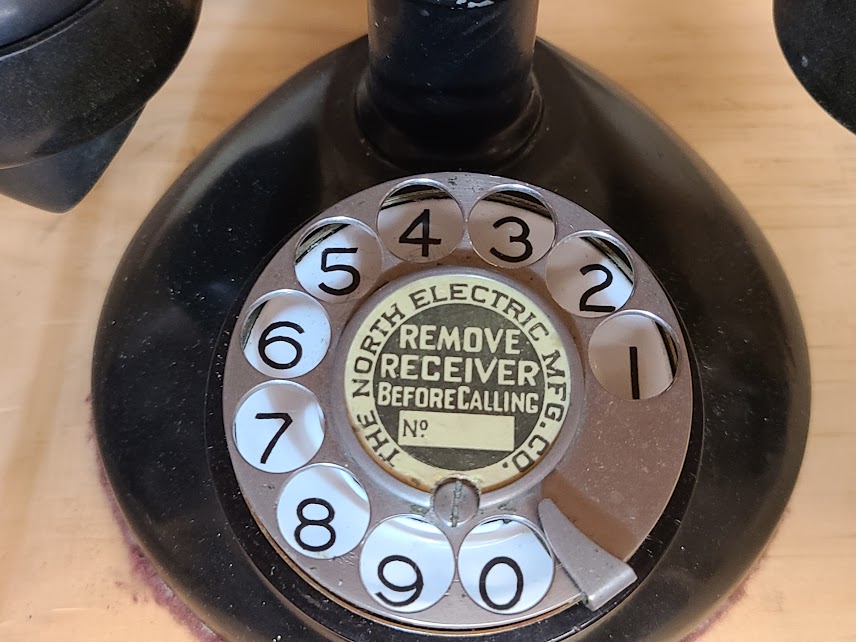 THE NORTH ELECTRIC MFG. CO.
REMOVE
RECEIVER
BEFORE CALLING
Nº
1
2
3
4
5
6
7
8
9
0